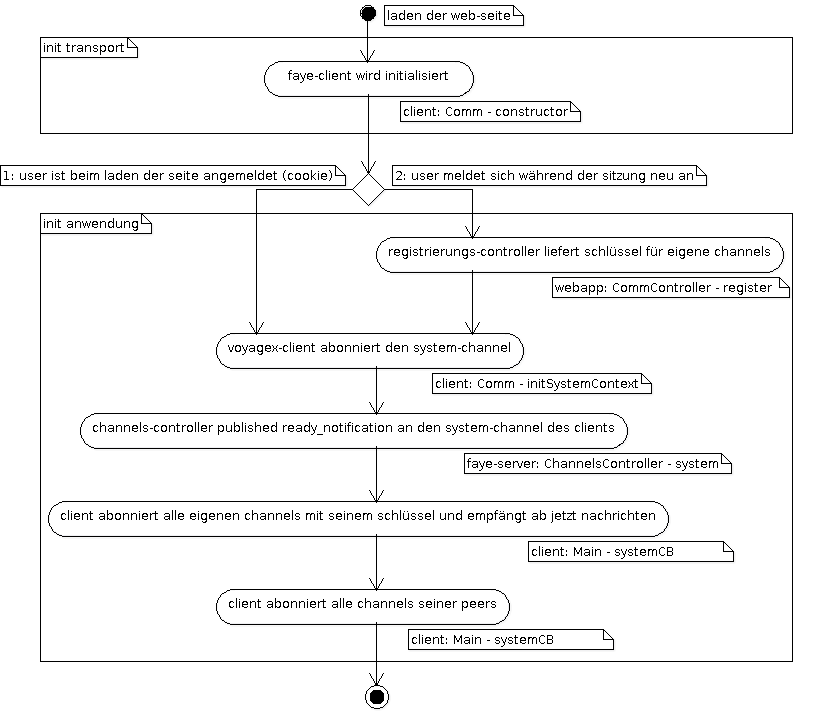 laden der web-seite
init transport
faye-client wird initialisiert
client: Comm - constructor
1: user ist beim laden der seite angemeldet (cookie)
2: user meldet sich während der sitzung neu an
init anwendung
registrierungs-controller liefert schlüssel für eigene channels
webapp: CommController - register
voyagex-client abonniert den system-channel
client: Comm - initSystemContext
channels-controller published ready_notification an den system-channel des clients
faye-server: ChannelsController - system
client abonniert alle eigenen channels mit seinem schlüssel und empfängt ab jetzt nachrichten
client: Main - systemCB
client abonniert alle channels seiner peers
client: Main - systemCB